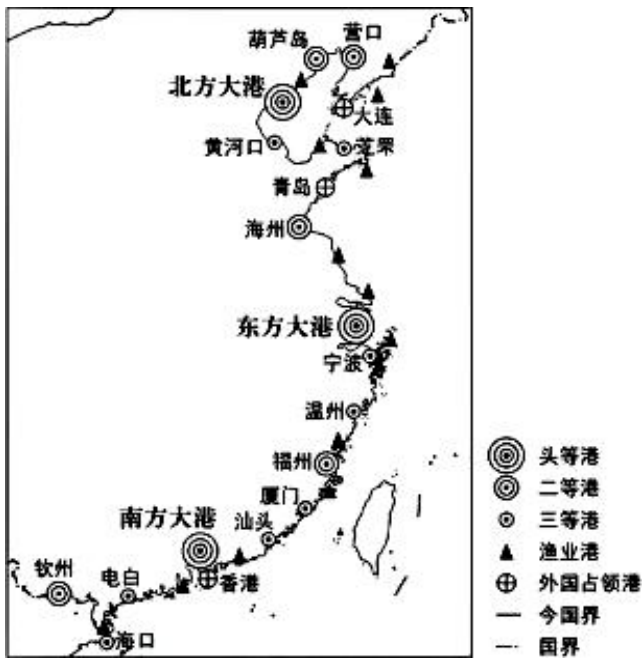 葫芦岛
营口
北方大港
大连
黄河口
芝罘
青岛
海州
东方大港
宁波
温州
福州
厦门
南方大港
汕头
钦州
电白
香港
海口
头等港
二等港
三等港
渔业港
外国占领港
今国界
国界